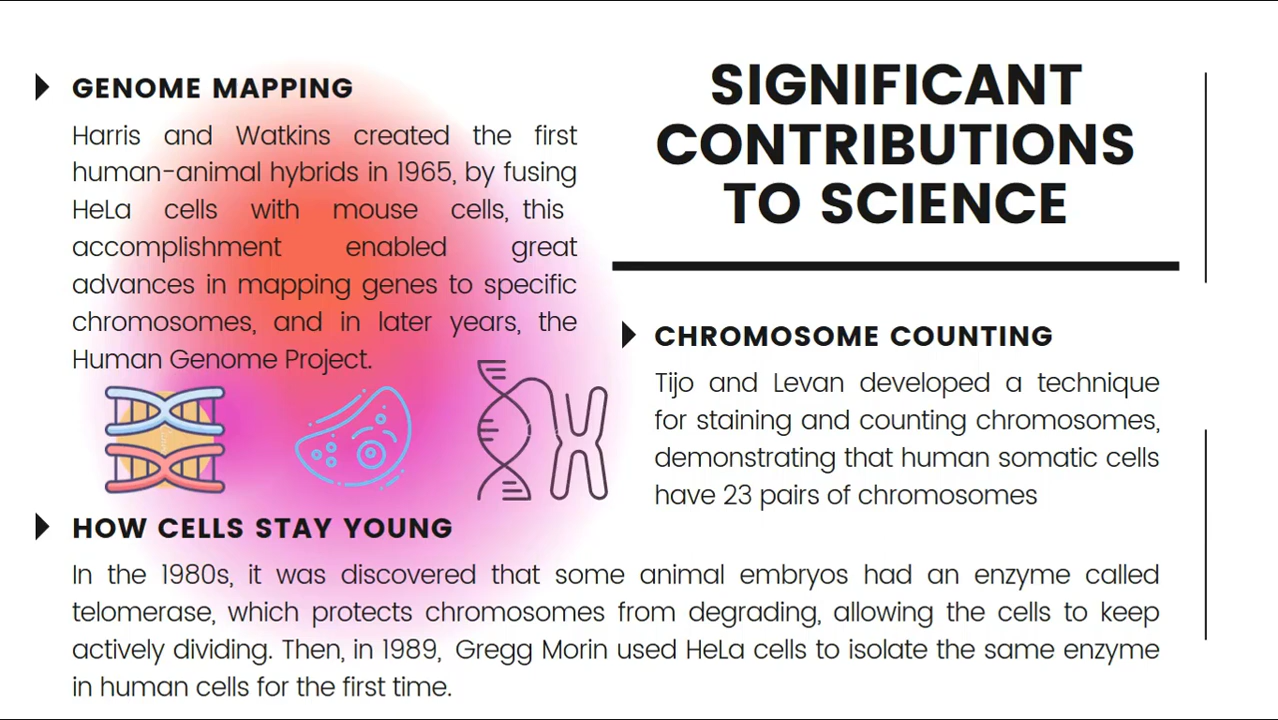 GENOME MAPPING
Harris and Watkins created the first
human-animal hybrids in 1965, by fusing
HeLa cells with mouse cells, this
accomplishment enabled great
advances in mapping genes to specific
chromosomes, and in later years, the
Human Genome Project.
SIGNIFICANT
CONTRIBUTIONS
TO SCIENCE
CHROMOSOME COUNTING
Tijo and Levan developed a technique
for staining and counting chromosomes,
demonstrating that human somatic cells
have 23 pairs of chromosomes
HOW CELLS STAY YOUNG
In the 1980s, it was discovered that some animal embryos had an enzyme called
telomerase, which protects chromosomes from degrading, allowing the cells to keep
actively dividing. Then, in 1989, Gregg Morin used HeLa cells to isolate the same enzyme
in human cells for the first time.